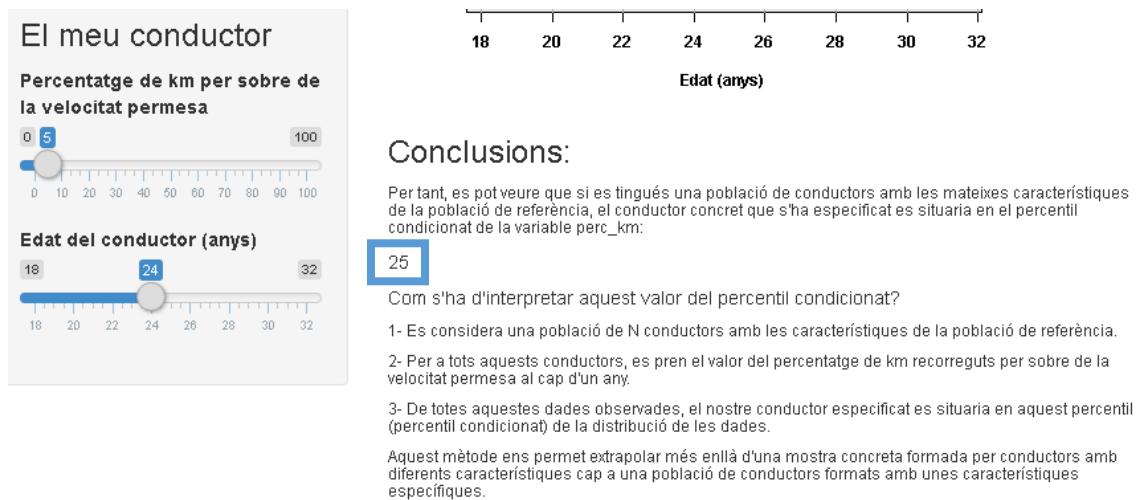 El meu conductor
Percentatge de km per sobre de
la velocitat permesa
0 5 100
0 10 20 30 40 50 60 70 80 90 100
Edat del conductor (anys)
18 24 32
18 20 22 24 26 28 30 32
18 20 22 24 26 28 30 32
Edat (anys)
Conclusions:
Per tant, es pot veure que si es tingués una població de conductors amb les mateixes característiques
de la població de referència, el conductor concret que s'ha especificat es situaria en el percentil
condicionat de la variable perc_km:
25
Com s'ha d'interpretar aquest valor del percentil condicionat?
1- Es considera una població de N conductors amb les característiques de la població de referència.
2- Per a tots aquests conductors, es pren el valor del percentatge de km recorreguts per sobre de la
velocitat permesa al cap d'un any.
3- De totes aquestes dades observades, el nostre conductor especificat es situaria en aquest percentil
(percentil condicionat) de la distribució de les dades.
Aquest mètode ens permet extrapolar més enllà d'una mostra concreta formada per conductors amb
diferents característiques cap a una població de conductors formats amb unes característiques
específiques.